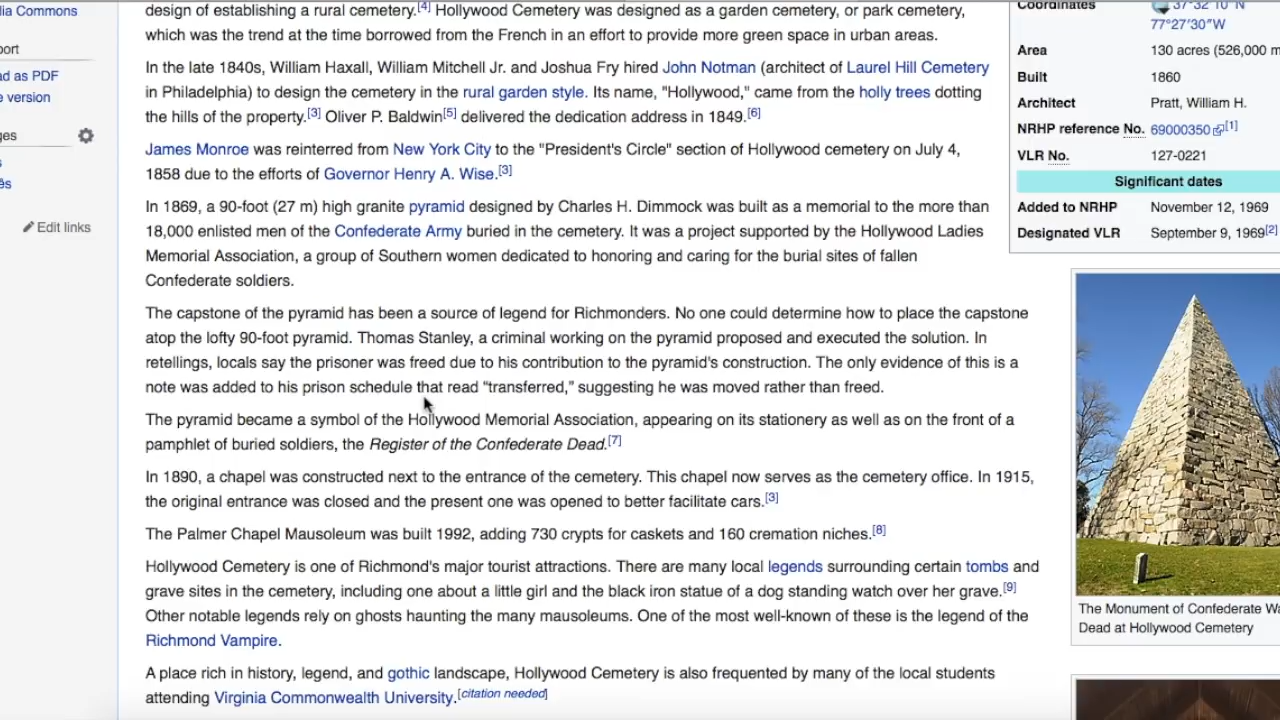 lia Commons
ort
ad as PDF
e version
ges
s
ês
Edit links
design of establishing a rural cemetery.[4] Hollywood Cemetery was designed as a garden cemetery, or park cemetery,
which was the trend at the time borrowed from the French in an effort to provide more green space in urban areas.
In the late 1840s, William Haxall, William Mitchell Jr. and Joshua Fry hired John Notman (architect of Laurel Hill Cemetery
in Philadelphia) to design the cemetery in the rural garden style. Its name, "Hollywood," came from the holly trees dotting
the hills of the property.[3] Oliver P. Baldwin[5] delivered the dedication address in 1849.[6]
James Monroe was reinterred from New York City to the "President's Circle" section of Hollywood cemetery on July 4,
1858 due to the efforts of Governor Henry A. Wise.[3]
In 1869, a 90-foot (27 m) high granite pyramid designed by Charles H. Dimmock was built as a memorial to the more than
18,000 enlisted men of the Confederate Army buried in the cemetery. It was a project supported by the Hollywood Ladies
Memorial Association, a group of Southern women dedicated to honoring and caring for the burial sites of fallen
Confederate soldiers.
The capstone of the pyramid has been a source of legend for Richmonders. No one could determine how to place the capstone
atop the lofty 90-foot pyramid. Thomas Stanley, a criminal working on the pyramid proposed and executed the solution. In
retellings, locals say the prisoner was freed due to his contribution to the pyramid's construction. The only evidence of this is a
note was added to his prison schedule that read "transferred," suggesting he was moved rather than freed.
The pyramid became a symbol of the Hollywood Memorial Association, appearing on its stationery as well as on the front of a
pamphlet of buried soldiers, the Register of the Confederate Dead.[7]
In 1890, a chapel was constructed next to the entrance of the cemetery. This chapel now serves as the cemetery office. In 1915,
the original entrance was closed and the present one was opened to better facilitate cars.[3]
The Palmer Chapel Mausoleum was built 1992, adding 730 crypts for caskets and 160 cremation niches.[8]
Hollywood Cemetery is one of Richmond's major tourist attractions. There are many local legends surrounding certain tombs and
grave sites in the cemetery, including one about a little girl and the black iron statue of a dog standing watch over her grave.[9]
Other notable legends rely on ghosts haunting the many mausoleums. One of the most well-known of these is the legend of the
Richmond Vampire.
A place rich in history, legend, and gothic landscape, Hollywood Cemetery is also frequented by many of the local students
attending Virginia Commonwealth University.[citation needed]
Coordinates 37°32′10″N
77°27′30″W
Area 130 acres (526,000 m
Built 1860
Architect Pratt, William H.
NRHP reference No. 69000350[1]
VLR No. 127-0221
Significant dates
Added to NRHP November 12, 1969
Designated VLR September 9, 1969[2]
The Monument of Confederate Wa
Dead at Hollywood Cemetery